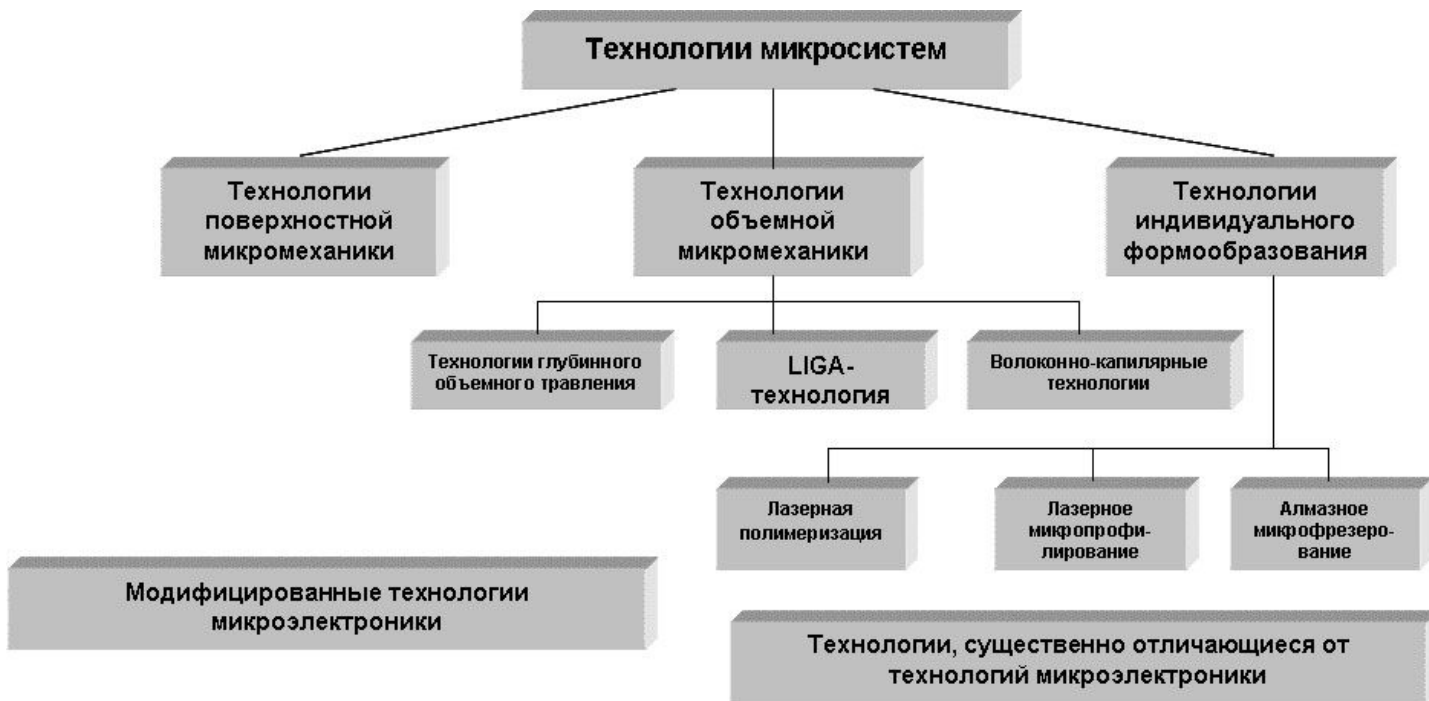 Технологии микросистем
Технологии
поверхностной
микромеханики
Технологии
объемной
микромеханики
Технологии
индивидуального
формообразования
Технологии глубинного
объемного травления
LIGA-
технология
Волоконно-капилярные
технологии
Лазерная
полимеризация
Лазерное
микропрофи-
лирование
Алмазное
микрофрезеро-
вание
Модифицированные технологии
микроэлектроники
Технологии, существенно отличающиеся от
технологий микроэлектроники